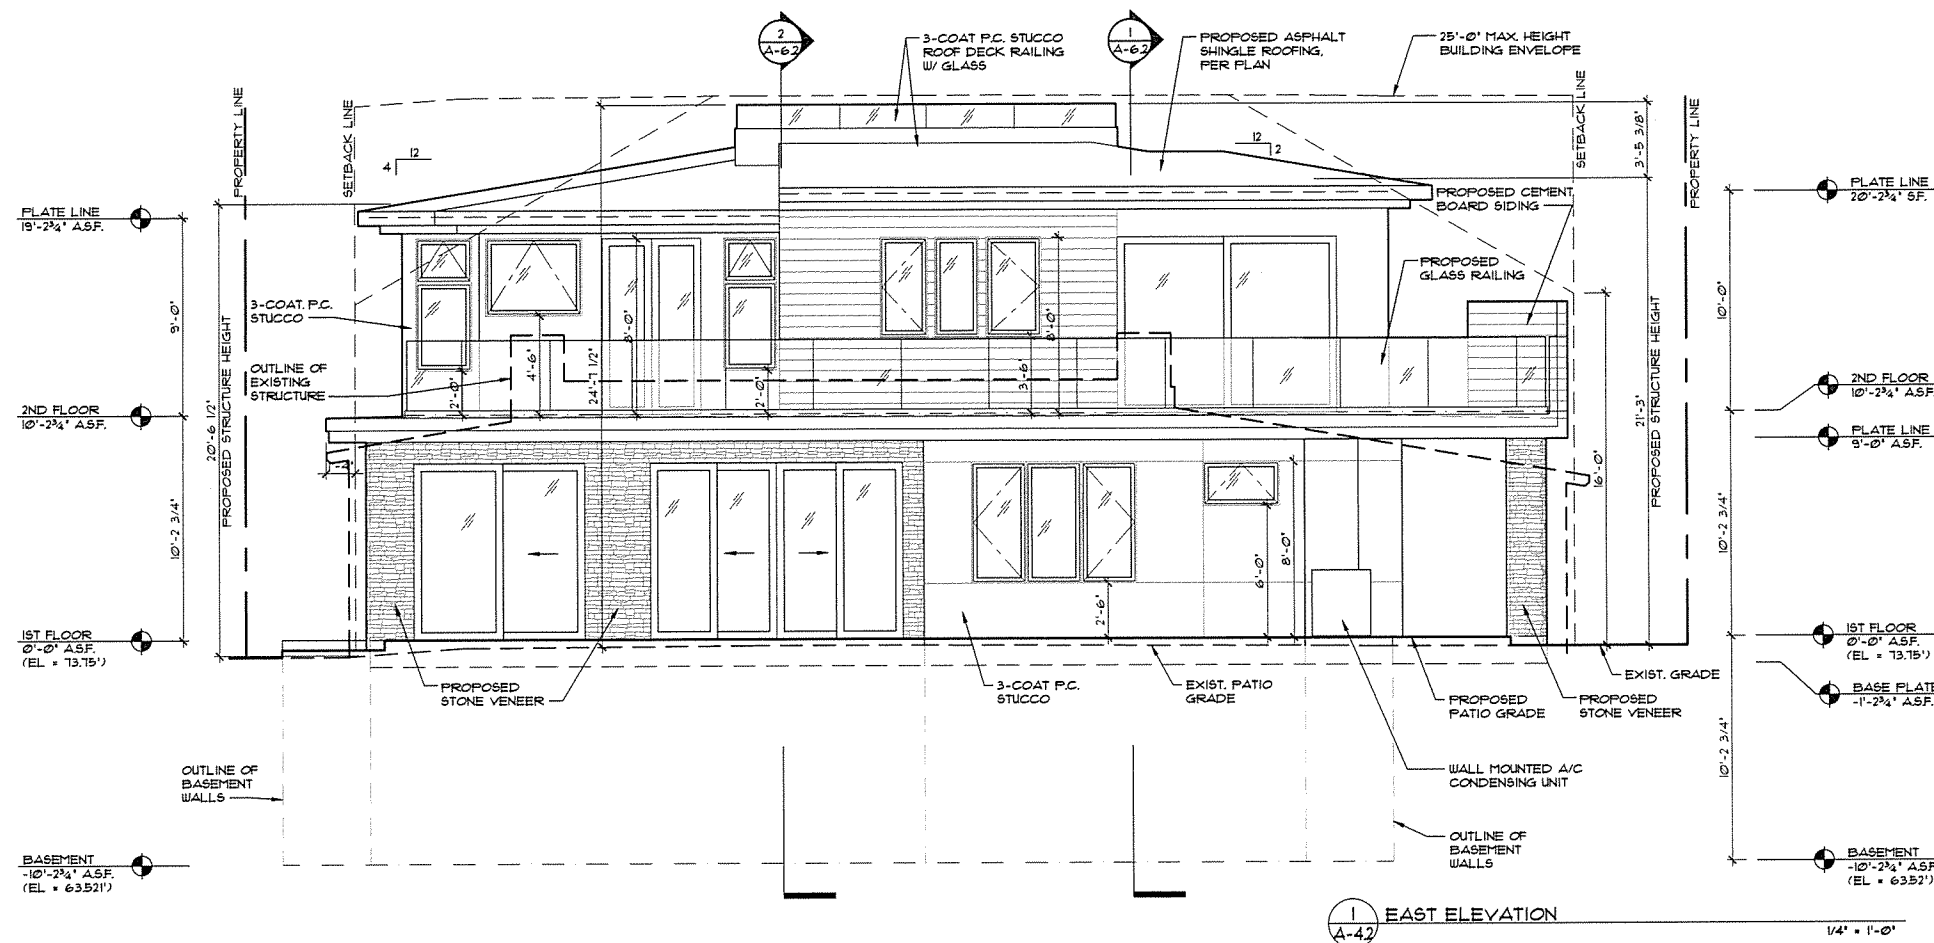 2
A-6.2
1
A-6.2
3-COAT P.C. STUCCO
ROOF DECK RAILING
W/ GLASS
PROPOSED ASPHALT
SHINGLE ROOFING,
PER PLAN
25'-0" MAX. HEIGHT
BUILDING ENVELOPE
PROPERTY LINE
SETBACK LINE
SETBACK LINE
PROPERTY LINE
12
4
12
2
3'-5 3/8"
PLATE LINE
19'-2¾" A.S.F.
PLATE LINE
20'-2¾" S.F.
PROPOSED CEMENT
BOARD SIDING
PROPOSED
GLASS RAILING
3-COAT P.C.
STUCCO
9'-0"
10'-0"
PROPOSED STRUCTURE HEIGHT
20'-6 1/2"
OUTLINE OF
EXISTING
STRUCTURE
2'-0"
4'-6"
8'-0"
24'-11 1/2"
2'-0"
3'-6"
8'-0"
21'-3"
PROPOSED STRUCTURE HEIGHT
16'-0"
2ND FLOOR
10'-2¾" A.S.F.
2ND FLOOR
10'-2¾" A.S.F.
PLATE LINE
9'-0" A.S.F.
10'-2 3/4"
10'-2 3/4"
2'-6"
6'-0"
8'-0"
1ST FLOOR
0'-0" A.S.F.
(EL = 73.75')
1ST FLOOR
0'-0" A.S.F.
(EL = 73.75')
BASE PLATE
-1'-2¾" A.S.F.
PROPOSED
STONE VENEER
3-COAT P.C.
STUCCO
EXIST. PATIO
GRADE
PROPOSED
PATIO GRADE
PROPOSED
STONE VENEER
EXIST. GRADE
10'-2 3/4"
OUTLINE OF
BASEMENT
WALLS
WALL MOUNTED A/C
CONDENSING UNIT
OUTLINE OF
BASEMENT
WALLS
BASEMENT
-10'-2¾" A.S.F.
(EL = 63.521')
BASEMENT
-10'-2¾" A.S.F.
(EL = 63.52')
1
A-4.2
EAST ELEVATION
1/4" = 1'-0"